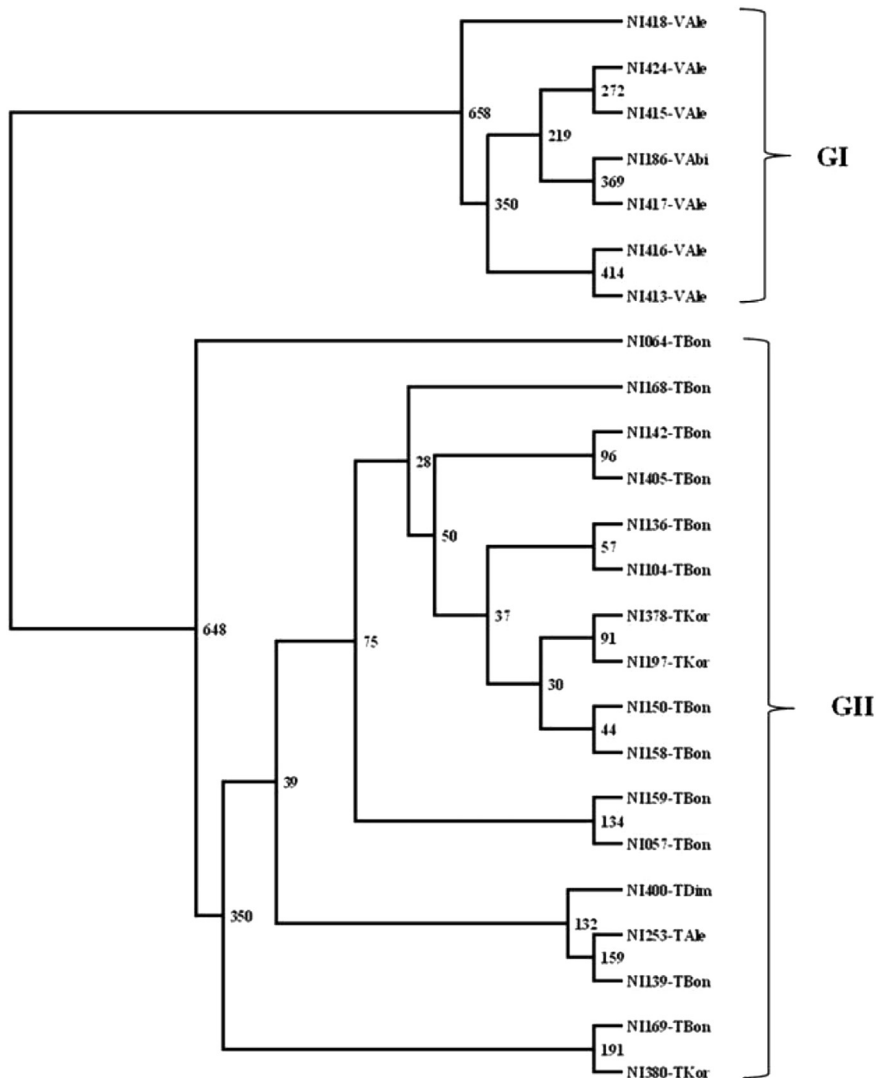 NI418-VAle
NI424-VAle
272
NI415-VAle
658
219
NI186-VAbi
369
NI417-VAle
350
NI416-VAle
414
NI413-VAle
GI
NI064-TBon
NI168-TBon
NI142-TBon
28
96
NI405-TBon
NI136-TBon
50
57
NI104-TBon
NI378-TKor
37
91
648
75
NI197-TKor
30
NI150-TBon
44
NI158-TBon
GII
39
NI159-TBon
134
NI057-TBon
NI400-TDim
350
132
NI253-TAle
159
NI139-TBon
NI169-TBon
191
NI380-TKor